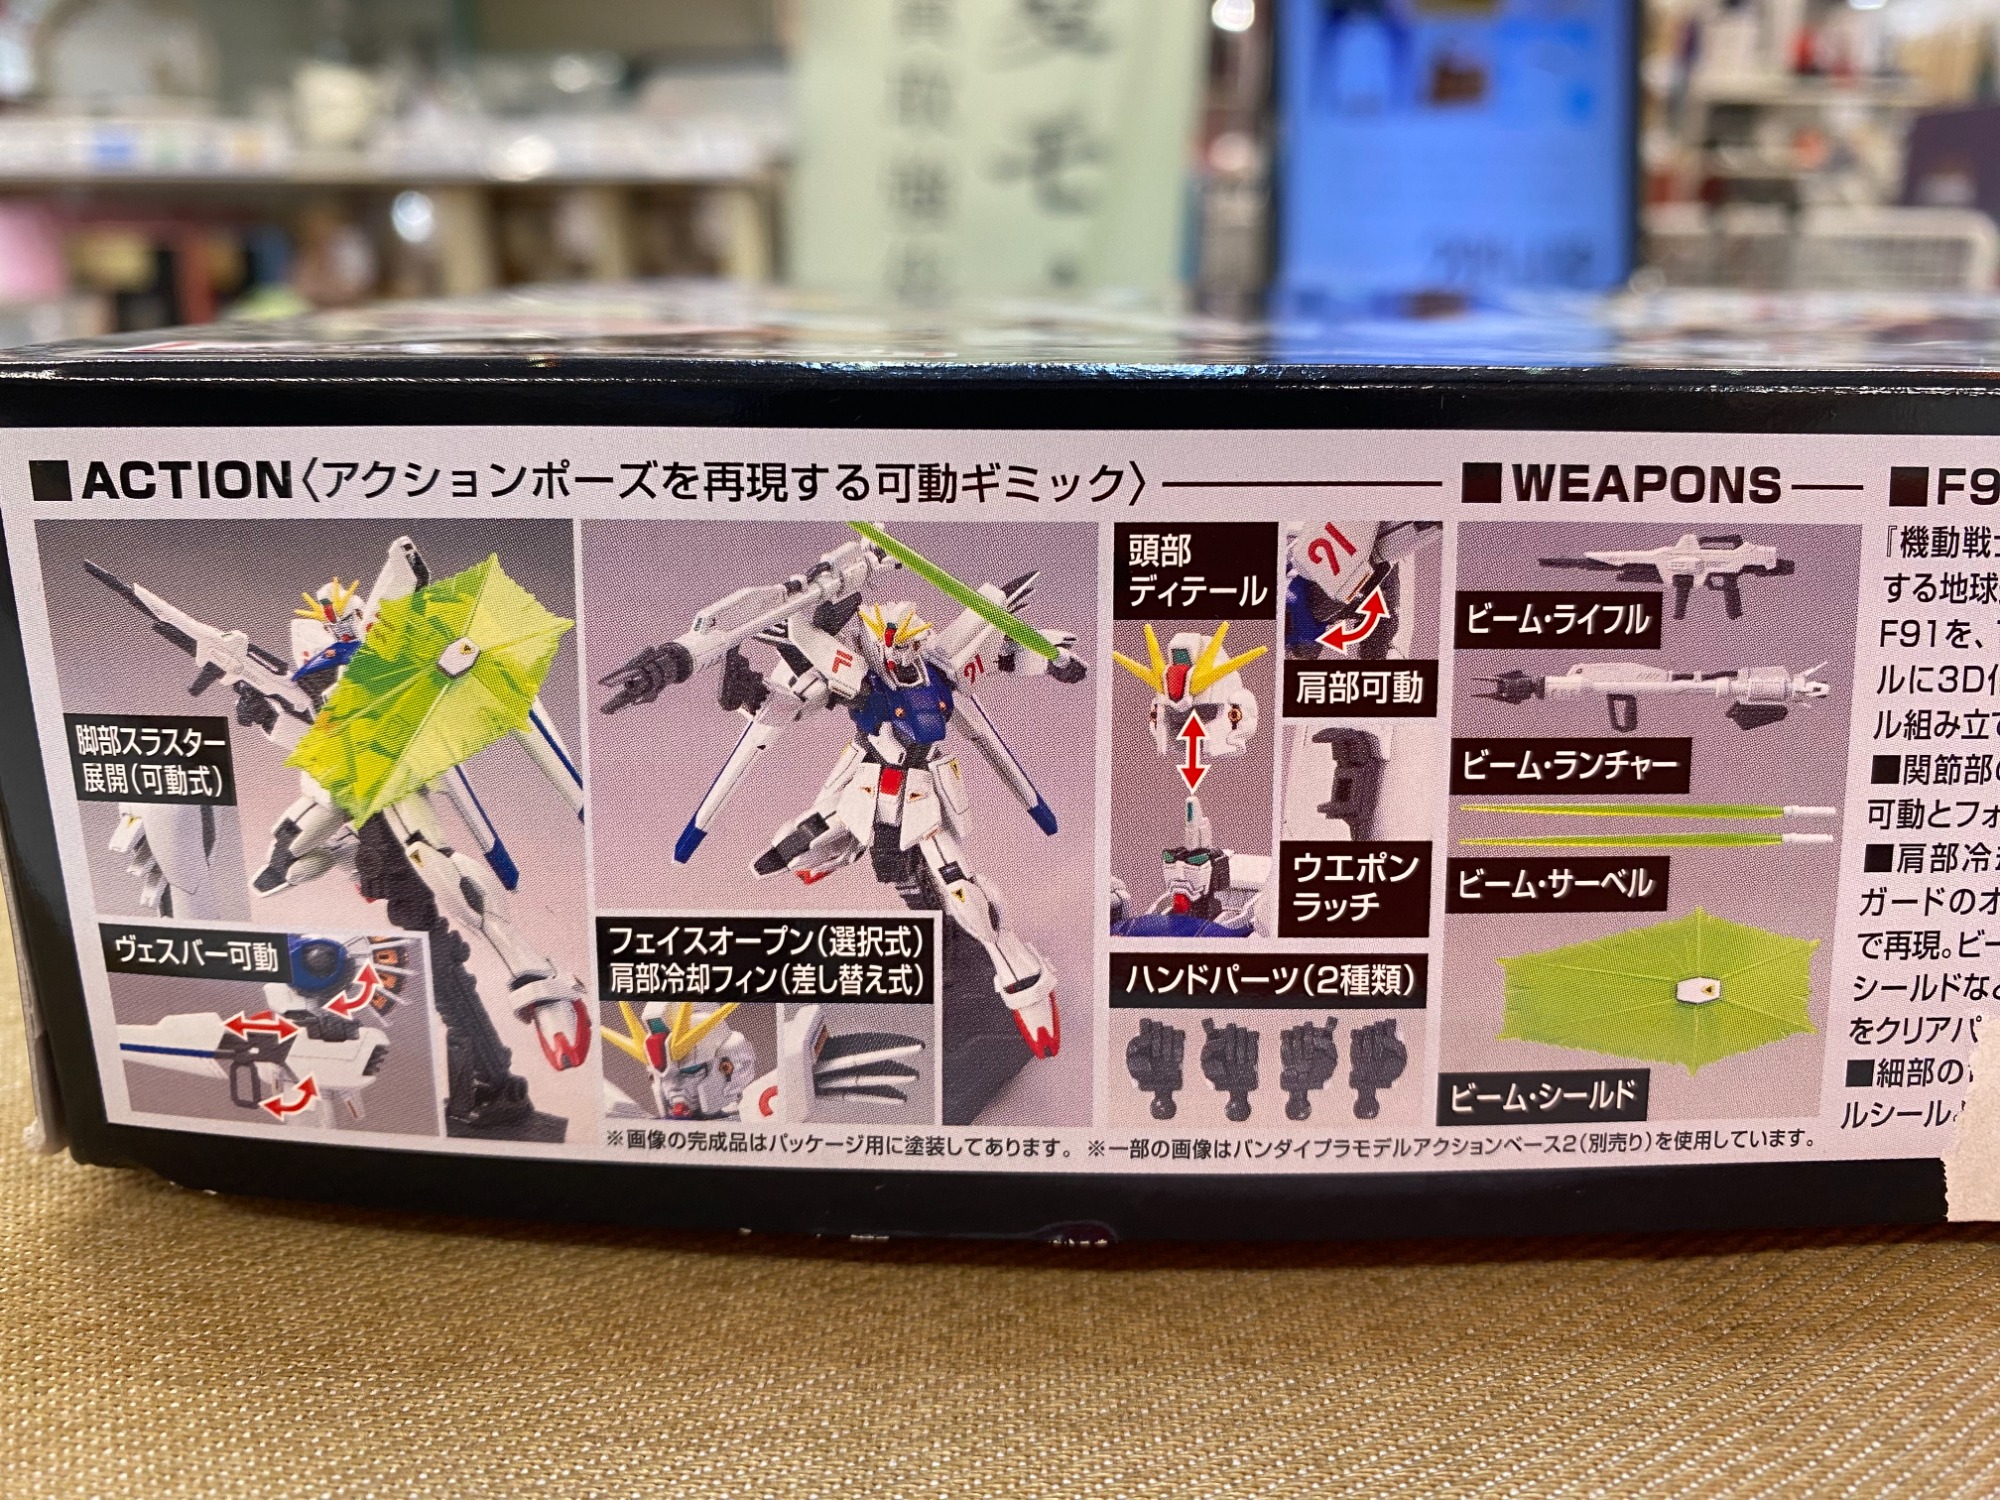 ■ACTION〈アクションポーズを再現する可動ギミック〉
脚部スラスター
展開(可動式)
ヴェスバー可動
フェイスオープン(選択式)
肩部冷却フィン(差し替え式)
頭部
ディテール
肩部可動
ウエポン
ラッチ
ハンドパーツ(2種類)
■WEAPONS
ビーム・ライフル
ビーム・ランチャー
ビーム・サーベル
ビーム・シールド
※画像の完成品はパッケージ用に塗装してあります。 ※一部の画像はバンダイプラモデルアクションベース2(別売り)を使用しています。
■F9
『機動戦士
する地球
F91を、
ルに3D化
ル組み立て
■関節部の
可動とフォ
■肩部冷却
ガードのオ
で再現。ビー
シールドなど
をクリアパ
■細部の
ルシール